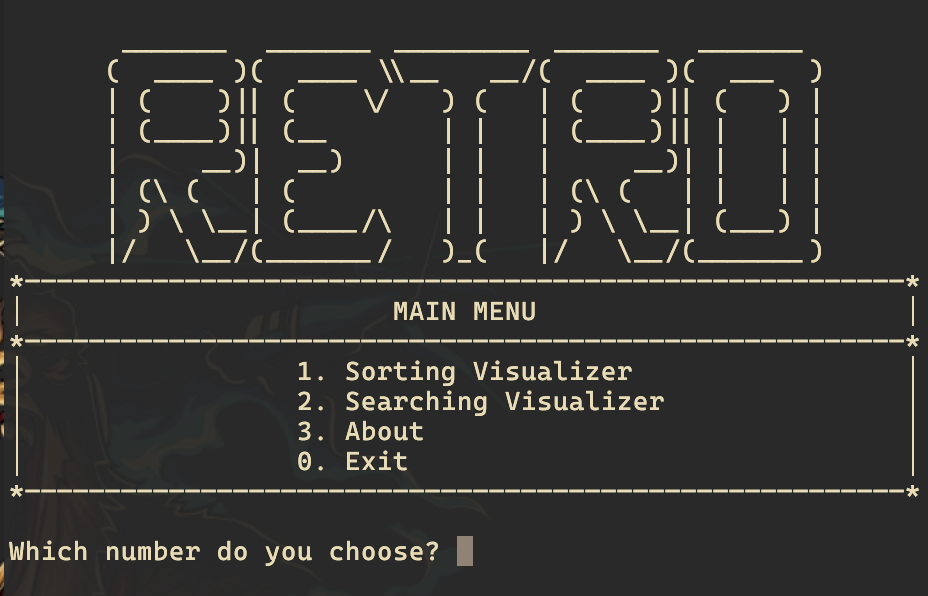 RETRO
MAIN MENU
1. Sorting Visualizer
2. Searching Visualizer
3. About
0. Exit
Which number do you choose?